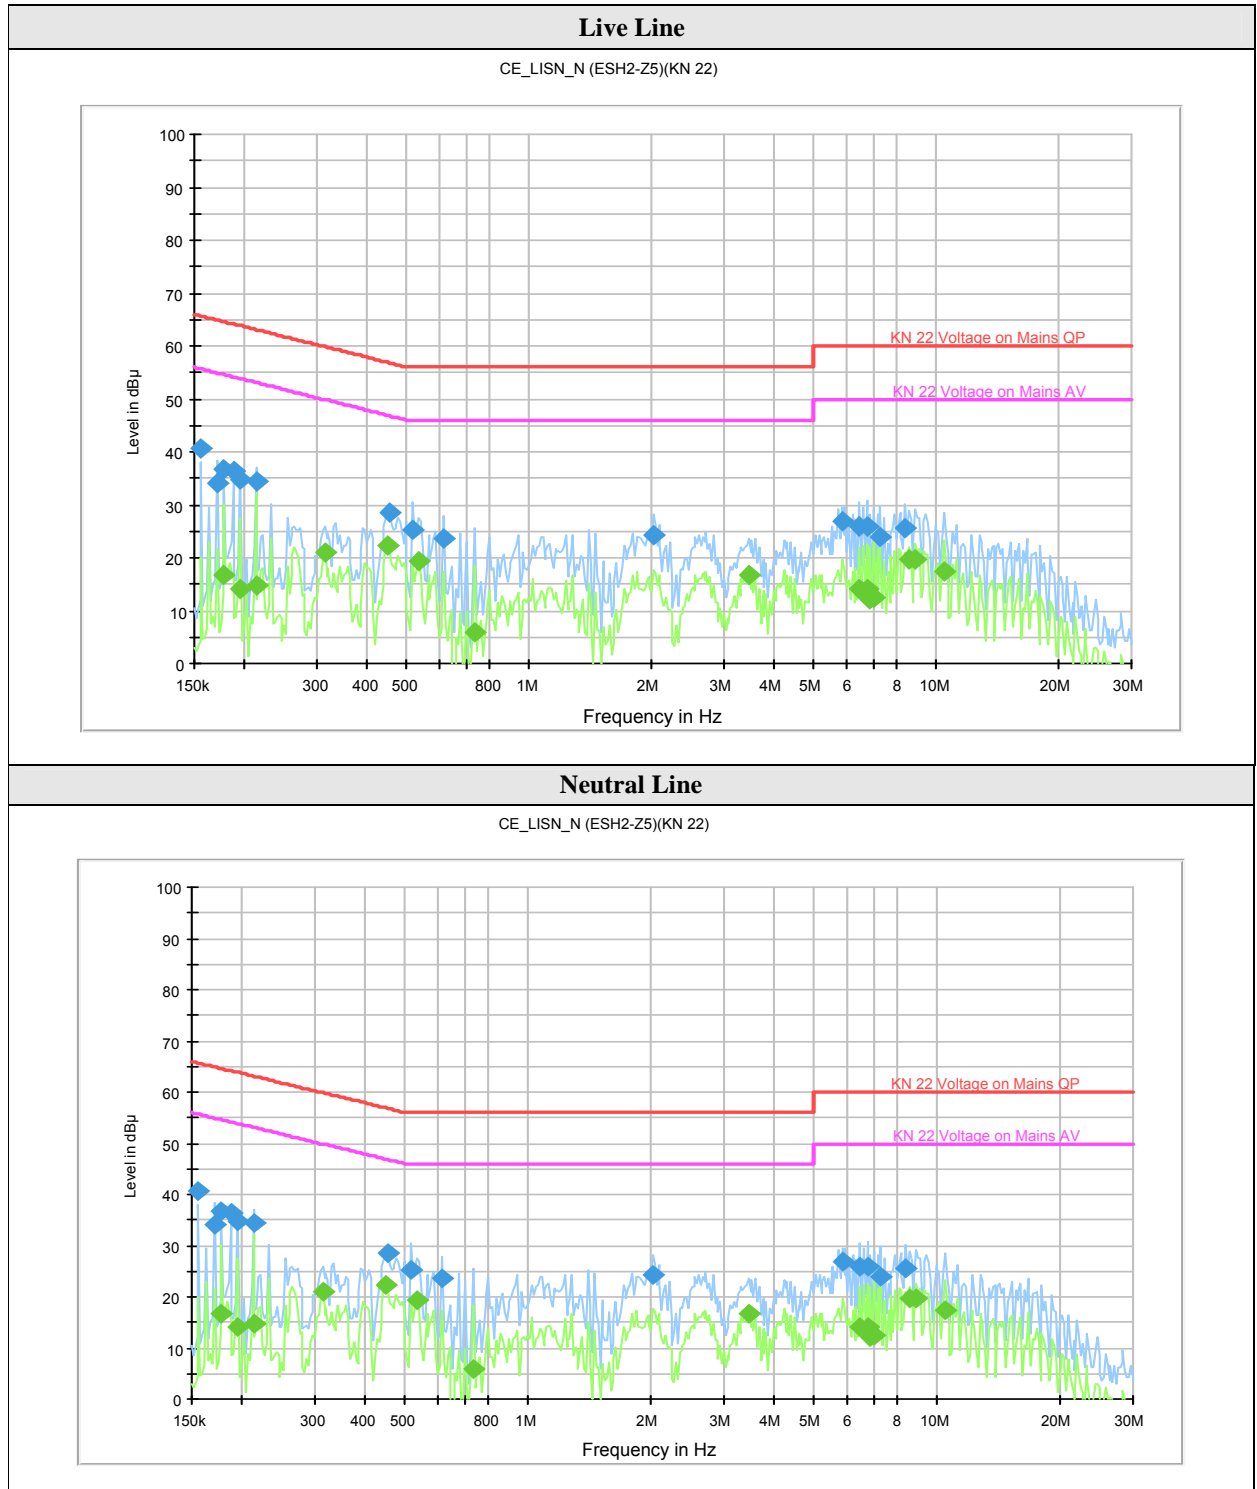 Live Line
CE_LISN_N (ESH2-Z5)(KN 22)
100
90
80
70
60
50
40
30
20
10
0
Level in dBµ
KN 22 Voltage on Mains QP
KN 22 Voltage on Mains AV
150k 300 400 500 800 1M 2M 3M 4M 5M 6 8 10M 20M 30M
Frequency in Hz
Neutral Line
CE_LISN_N (ESH2-Z5)(KN 22)
100
90
80
70
60
50
40
30
20
10
0
Level in dBµ
KN 22 Voltage on Mains QP
KN 22 Voltage on Mains AV
150k 300 400 500 800 1M 2M 3M 4M 5M 6 8 10M 20M 30M
Frequency in Hz